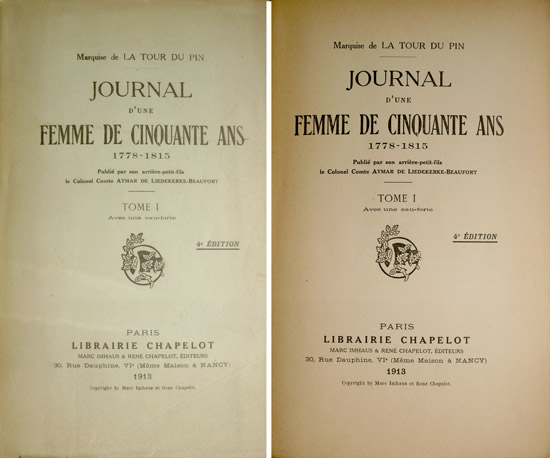 Marquise de LA TOUR DU PIN
JOURNAL
D'UNE
FEMME DE CINQUANTE ANS
1778-1815
Publié par son arrière-petit-fils
le Colonel Comte AYMAR DE LIEDEKERKE-BEAUFORT
TOME I
Avec une eau-forte
4e ÉDITION
PARIS
LIBRAIRIE CHAPELOT
MARC IMHAUS & RENÉ CHAPELOT, ÉDITEURS
30, Rue Dauphine, VIe (Même Maison à NANCY)
1913
Copyright by Marc Imhaus et René Chapelot.
Marquise de LA TOUR DU PIN
JOURNAL
D'UNE
FEMME DE CINQUANTE ANS
1778-1815
Publié par son arrière-petit-fils
le Colonel Comte AYMAR DE LIEDEKERKE-BEAUFORT
TOME I
Avec une eau-forte
4e ÉDITION
PARIS
LIBRAIRIE CHAPELOT
MARC IMHAUS & RENÉ CHAPELOT, ÉDITEURS
30, Rue Dauphine, VIe (Même Maison à NANCY)
1913
Copyright by Marc Imhaus et René Chapelot.